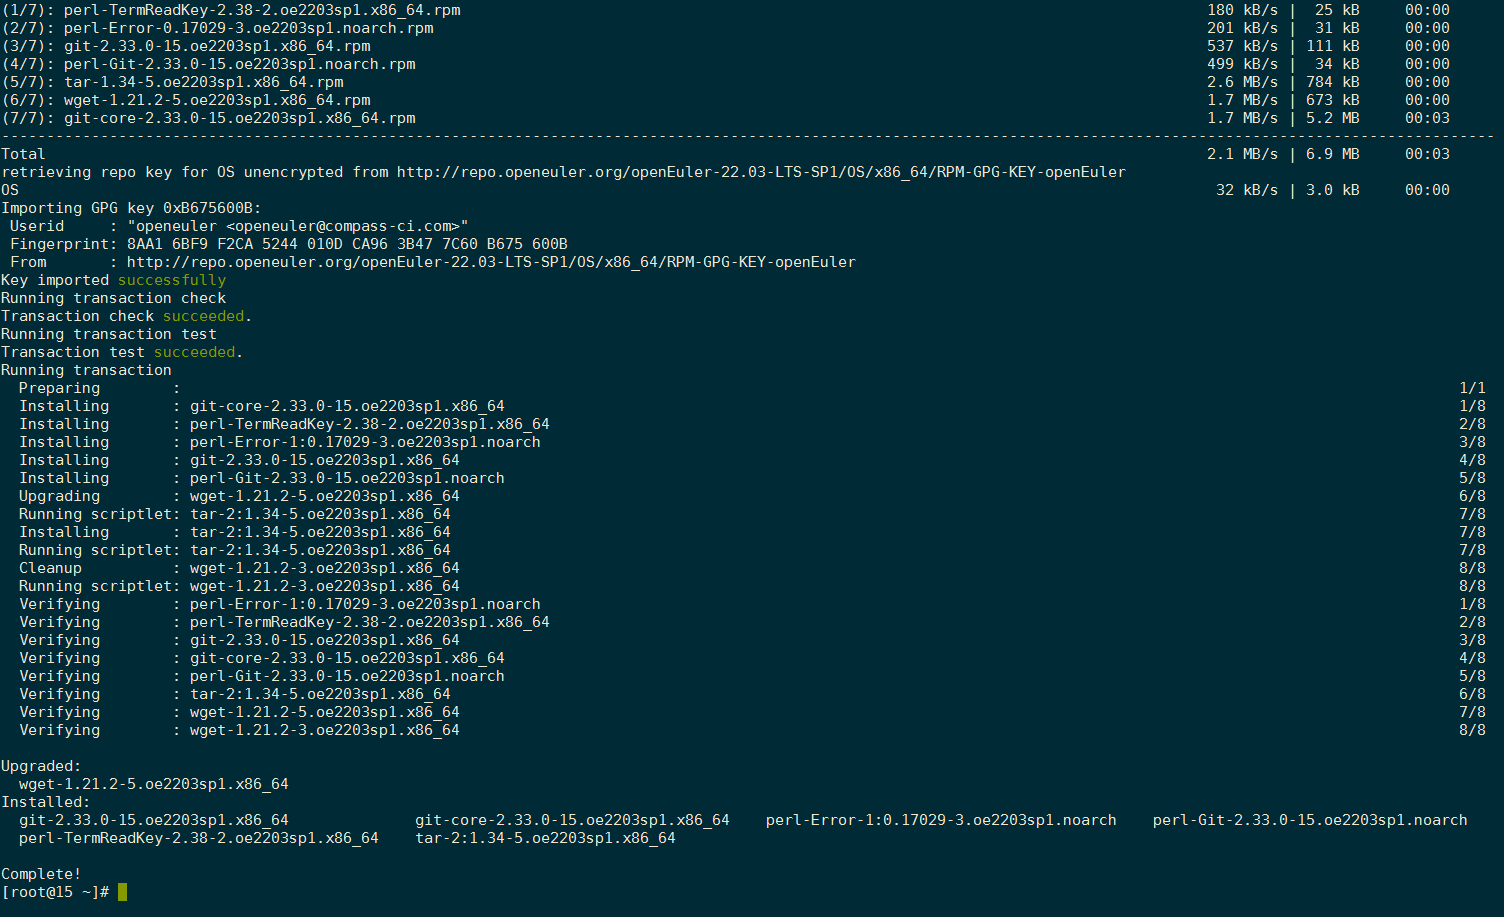 (1/7): perl-TermReadKey-2.38-2.oe2203sp1.x86_64.rpm 180 kB/s | 25 kB 00:00
(2/7): perl-Error-0.17029-3.oe2203sp1.noarch.rpm 201 kB/s | 31 kB 00:00
(3/7): git-2.33.0-15.oe2203sp1.x86_64.rpm 537 kB/s | 111 kB 00:00
(4/7): perl-Git-2.33.0-15.oe2203sp1.noarch.rpm 499 kB/s | 34 kB 00:00
(5/7): tar-1.34-5.oe2203sp1.x86_64.rpm 2.6 MB/s | 784 kB 00:00
(6/7): wget-1.21.2-5.oe2203sp1.x86_64.rpm 1.7 MB/s | 673 kB 00:00
(7/7): git-core-2.33.0-15.oe2203sp1.x86_64.rpm 1.7 MB/s | 5.2 MB 00:03
--------------------------------------------------------------------------------------------------------------------------------------------------------------------
Total 2.1 MB/s | 6.9 MB 00:03
retrieving repo key for OS unencrypted from http://repo.openeuler.org/openEuler-22.03-LTS-SP1/OS/x86_64/RPM-GPG-KEY-openEuler
OS 32 kB/s | 3.0 kB 00:00
Importing GPG key 0xB675600B:
Userid : "openeuler <openeuler@compass-ci.com>"
Fingerprint: 8AA1 6BF9 F2CA 5244 010D CA96 3B47 7C60 B675 600B
From : http://repo.openeuler.org/openEuler-22.03-LTS-SP1/OS/x86_64/RPM-GPG-KEY-openEuler
Key imported successfully
Running transaction check
Transaction check succeeded.
Running transaction test
Transaction test succeeded.
Running transaction
Preparing : 1/1
Installing : git-core-2.33.0-15.oe2203sp1.x86_64 1/8
Installing : perl-TermReadKey-2.38-2.oe2203sp1.x86_64 2/8
Installing : perl-Error-1:0.17029-3.oe2203sp1.noarch 3/8
Installing : git-2.33.0-15.oe2203sp1.x86_64 4/8
Installing : perl-Git-2.33.0-15.oe2203sp1.noarch 5/8
Upgrading : wget-1.21.2-5.oe2203sp1.x86_64 6/8
Running scriptlet: tar-2:1.34-5.oe2203sp1.x86_64 7/8
Installing : tar-2:1.34-5.oe2203sp1.x86_64 7/8
Running scriptlet: tar-2:1.34-5.oe2203sp1.x86_64 7/8
Cleanup : wget-1.21.2-3.oe2203sp1.x86_64 8/8
Running scriptlet: wget-1.21.2-3.oe2203sp1.x86_64 8/8
Verifying : perl-Error-1:0.17029-3.oe2203sp1.noarch 1/8
Verifying : perl-TermReadKey-2.38-2.oe2203sp1.x86_64 2/8
Verifying : git-2.33.0-15.oe2203sp1.x86_64 3/8
Verifying : git-core-2.33.0-15.oe2203sp1.x86_64 4/8
Verifying : perl-Git-2.33.0-15.oe2203sp1.noarch 5/8
Verifying : tar-2:1.34-5.oe2203sp1.x86_64 6/8
Verifying : wget-1.21.2-5.oe2203sp1.x86_64 7/8
Verifying : wget-1.21.2-3.oe2203sp1.x86_64 8/8
Upgraded:
wget-1.21.2-5.oe2203sp1.x86_64
Installed:
git-2.33.0-15.oe2203sp1.x86_64 git-core-2.33.0-15.oe2203sp1.x86_64 perl-Error-1:0.17029-3.oe2203sp1.noarch perl-Git-2.33.0-15.oe2203sp1.noarch
perl-TermReadKey-2.38-2.oe2203sp1.x86_64 tar-2:1.34-5.oe2203sp1.x86_64
Complete!
[root@15 ~]#